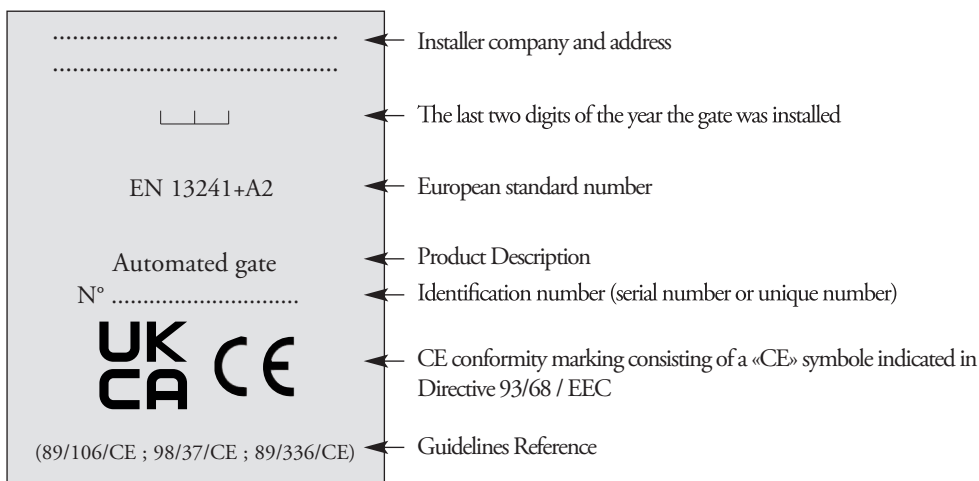 ........................................ Installer company and address
........................................
The last two digits of the year the gate was installed
EN 13241+A2 European standard number
Automated gate Product Description
N° ............................ Identification number (serial number or unique number)
UK
CA CE CE conformity marking consisting of a «CE» symbole indicated in
Directive 93/68 / EEC
(89/106/CE ; 98/37/CE ; 89/336/CE) Guidelines Reference